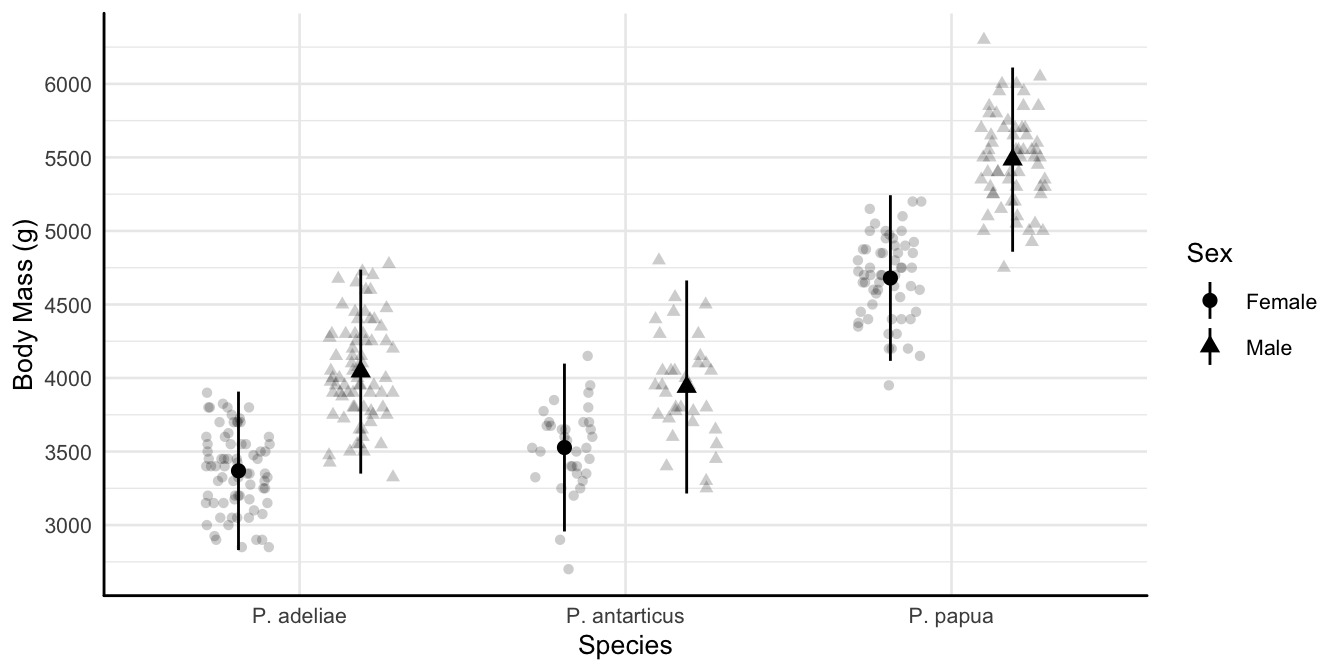 6000
5500
5000
4500
4000
3500
3000
Body Mass (g)
P. adeliae
P. antarticus
P. papua
Species
Sex
Female
Male